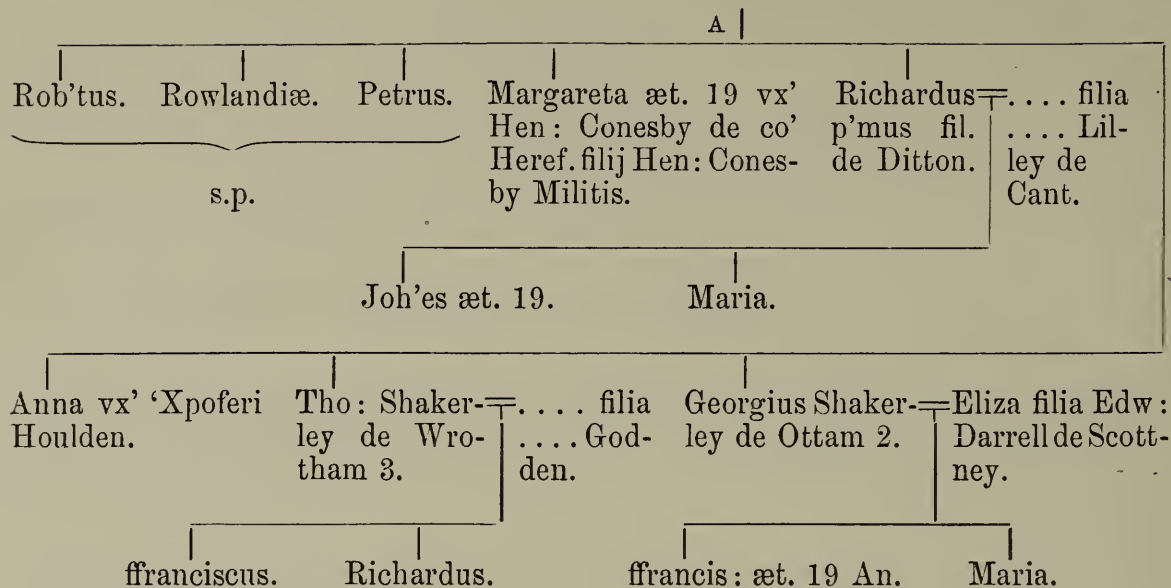 A
Rob'tus. Rowlandiæ. Petrus.
s.p.
Margareta æt. 19 vx'
Hen: Conesby de co'
Heref. filij Hen: Cones-
by Militis.
Richardus
p'mus fil.
de Ditton.
.... filia
.... Lil-
ley de
Cant.
Joh'es æt. 19. Maria.
Anna vx' ‘Xpoferi
Houlden.
Tho: Shaker-
ley de Wro-
tham 3.
.... filia
.... God-
den.
Georgius Shaker-
ley de Ottam 2.
Eliza filia Edw:
Darrell de Scott-
ney.
ffranciscus. Richardus.
ffrancis: æt. 19 An. Maria.